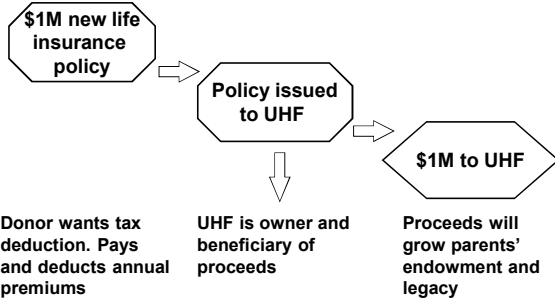 $1M new life
insurance
policy
Policy issued
to UHF
$1M to UHF
Donor wants tax
deduction. Pays
and deducts annual
premiums
UHF is owner and
beneficiary of
proceeds
Proceeds will
grow parents'
endowment and
legacy